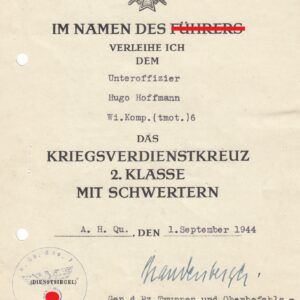 IM NAMEN DES FÜHRERS
VERLEIHE ICH
DEM
Unteroffizier
Hugo Hoffmann
Wi.Komp.(tmot.)6
DAS
KRIEGSVERDIENSTKREUZ
2. KLASSE
MIT SCHWERTERN
A. H. Qu. , DEN 1.September 1944
(DIENSTSIEGEL)
Gen.d.Pz.Truppen und Oberbefehls-